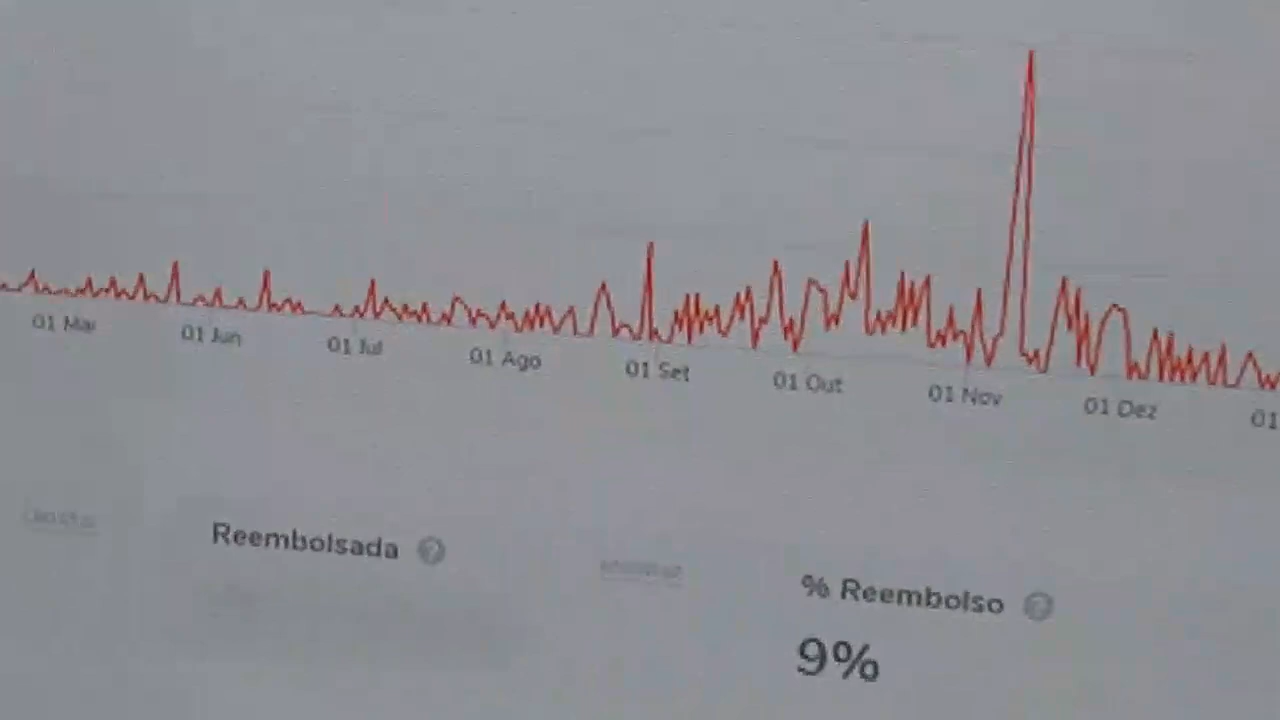 01 Mai 01 Jun 01 Jul 01 Ago 01 Set 01 Out 01 Nov 01 Dez 01
Reembolsada ?
% Reembolso ?
9%